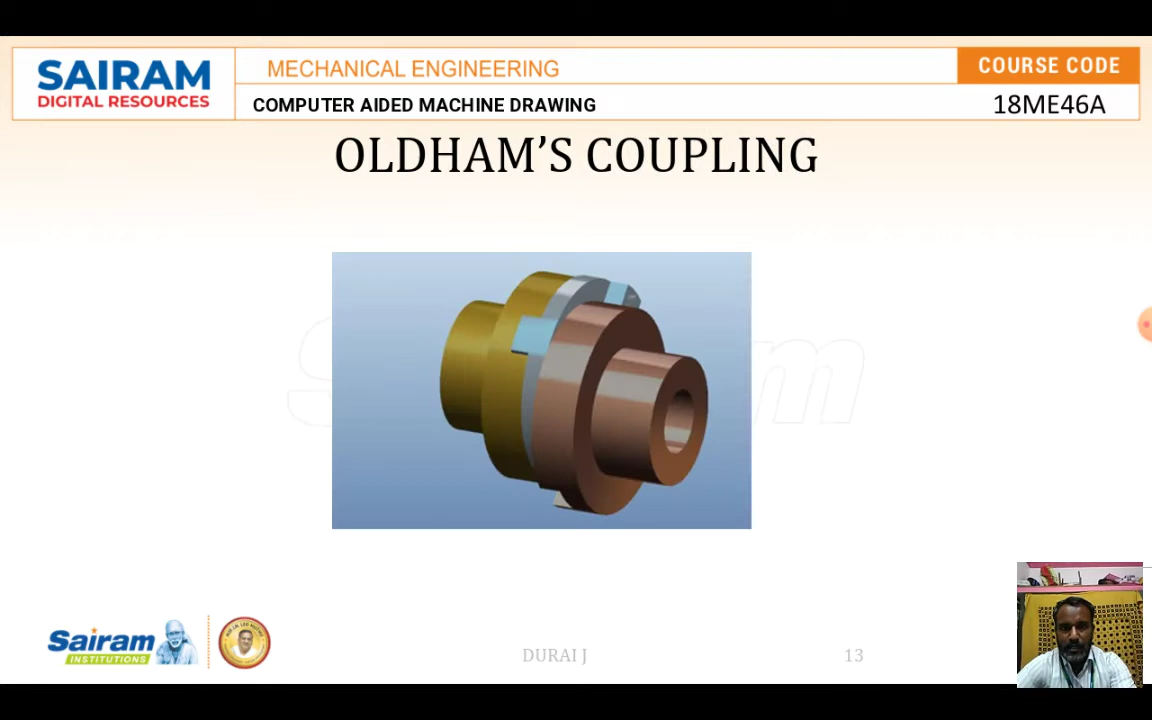 SAIRAM
DIGITAL RESOURCES
MECHANICAL ENGINEERING
COMPUTER AIDED MACHINE DRAWING
COURSE CODE
18ME46A
OLDHAM’S COUPLING
Sairam
INSTITUTIONS
DURAI J
13